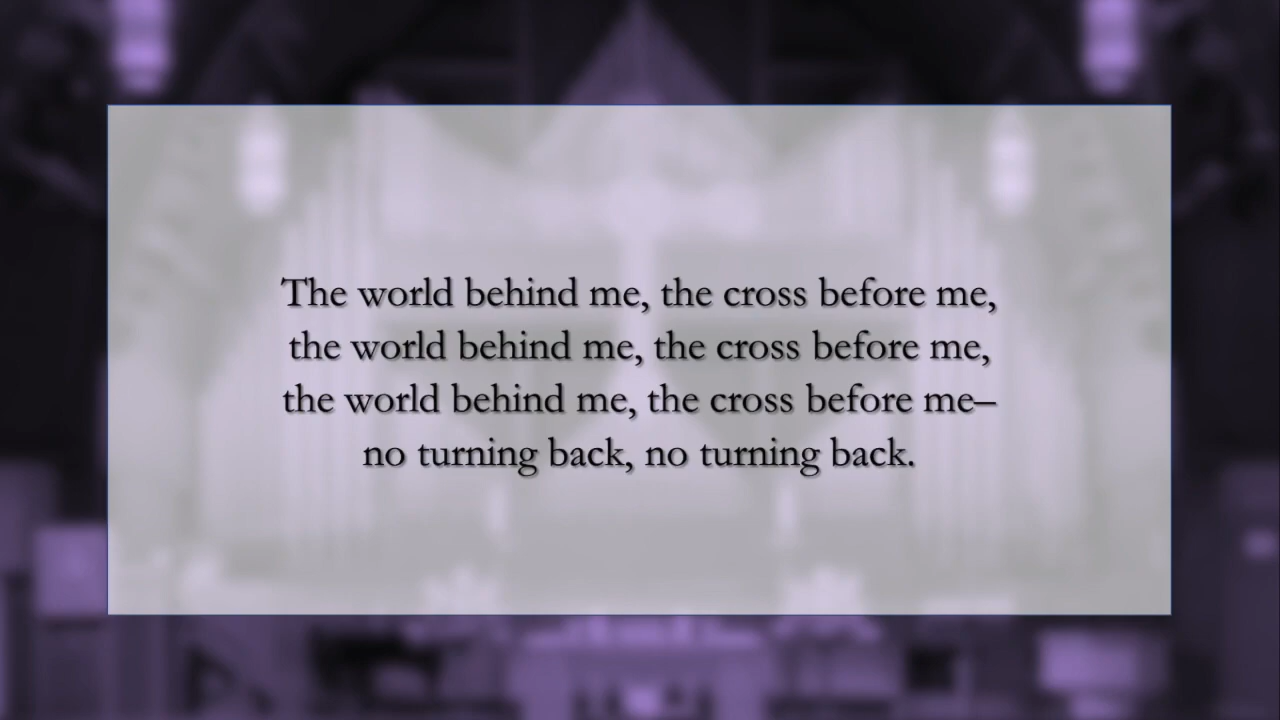 The world behind me, the cross before me,
the world behind me, the cross before me,
the world behind me, the cross before me–
no turning back, no turning back.